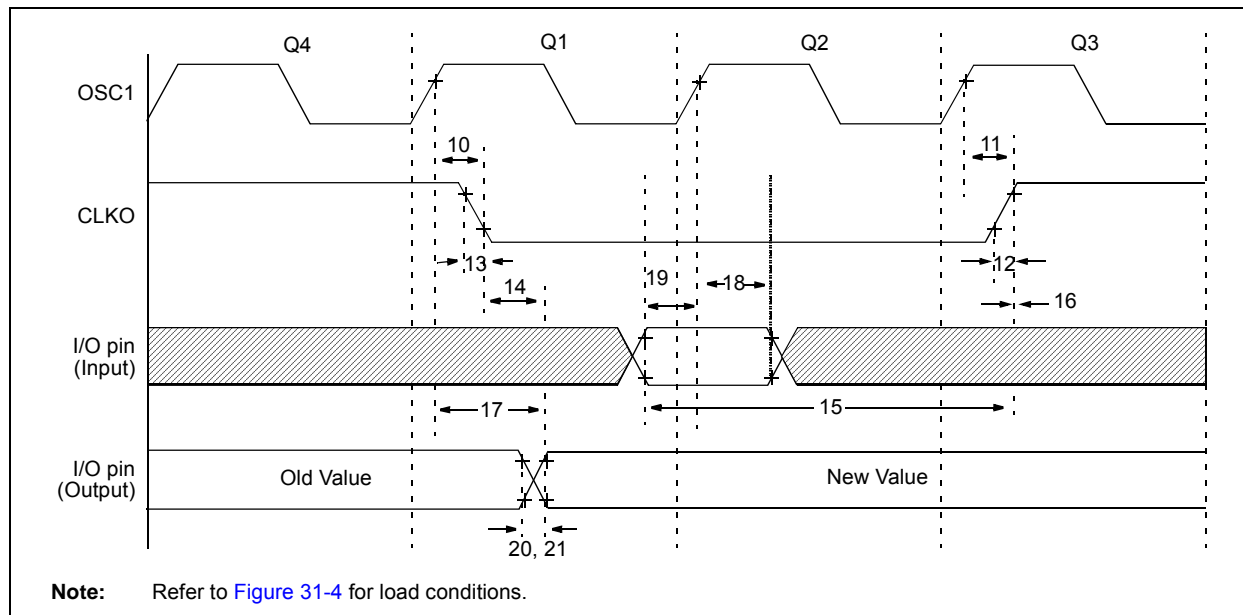 Q4 Q1 Q2 Q3
OSC1
10 11
CLKO
13 12
14 19 18 16
I/O pin
(Input)
17 15
I/O pin
(Output)
Old Value New Value
20, 21
Note: Refer to Figure 31-4 for load conditions.